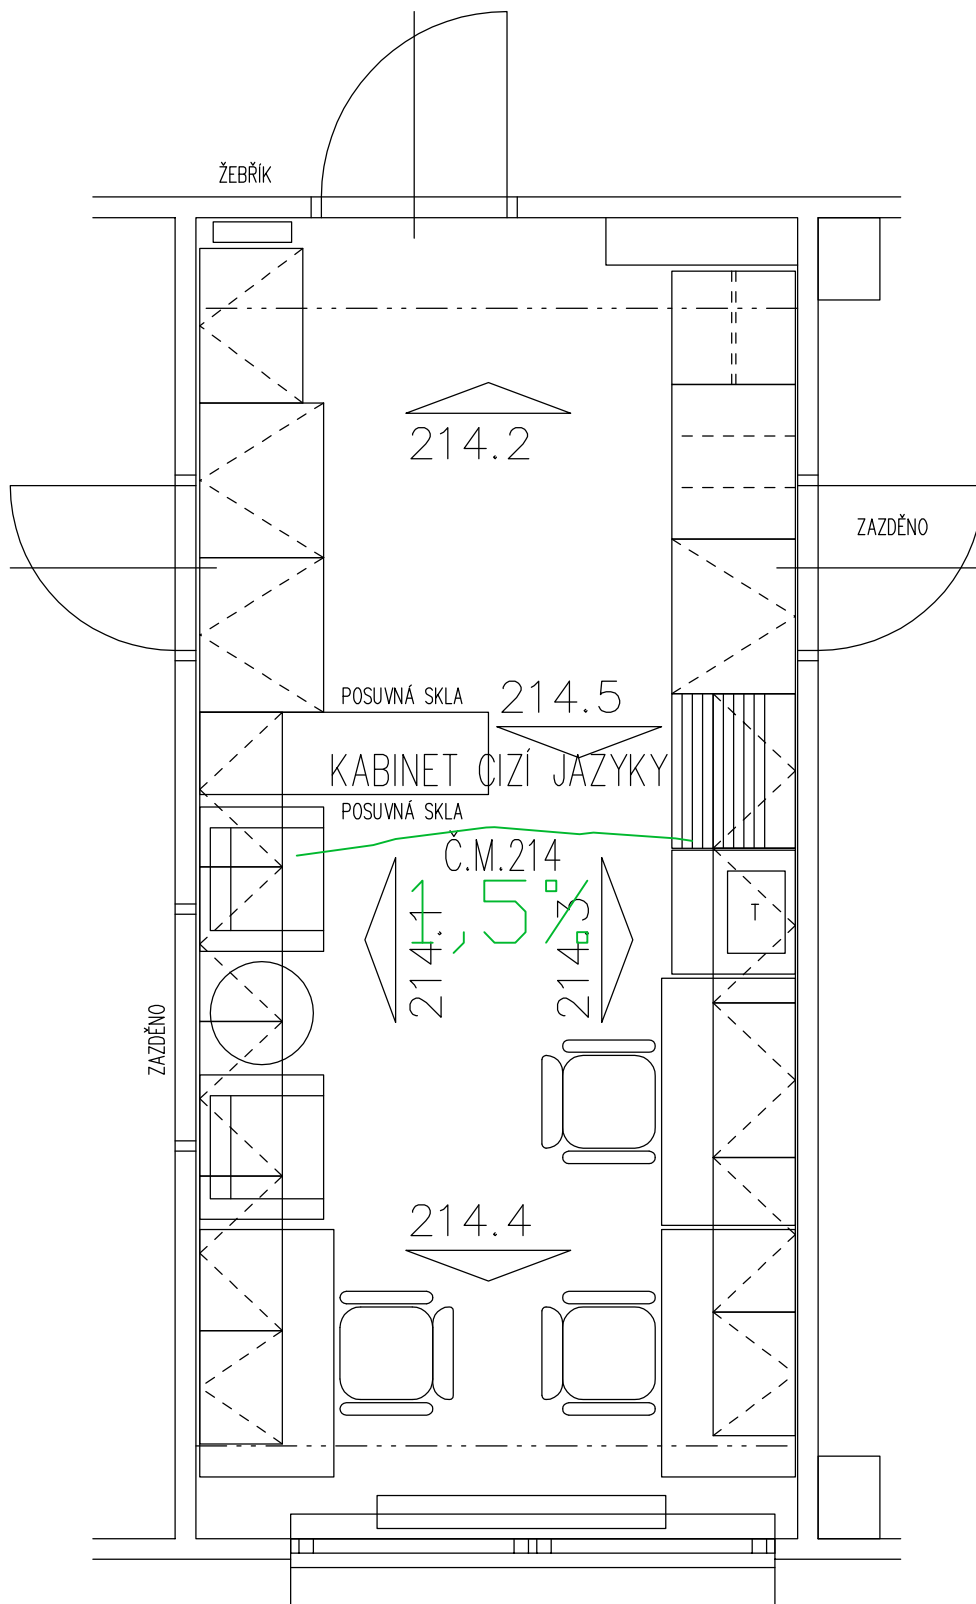 ŽEBŘÍK
214.2
ZAZDĚNO
POSUVNÁ SKLA
214.5
KABINET CIZÍ JAZYKY
POSUVNÁ SKLA
Č.M.214
1,5%
214.1
214.3
T
ZAZDĚNO
214.4